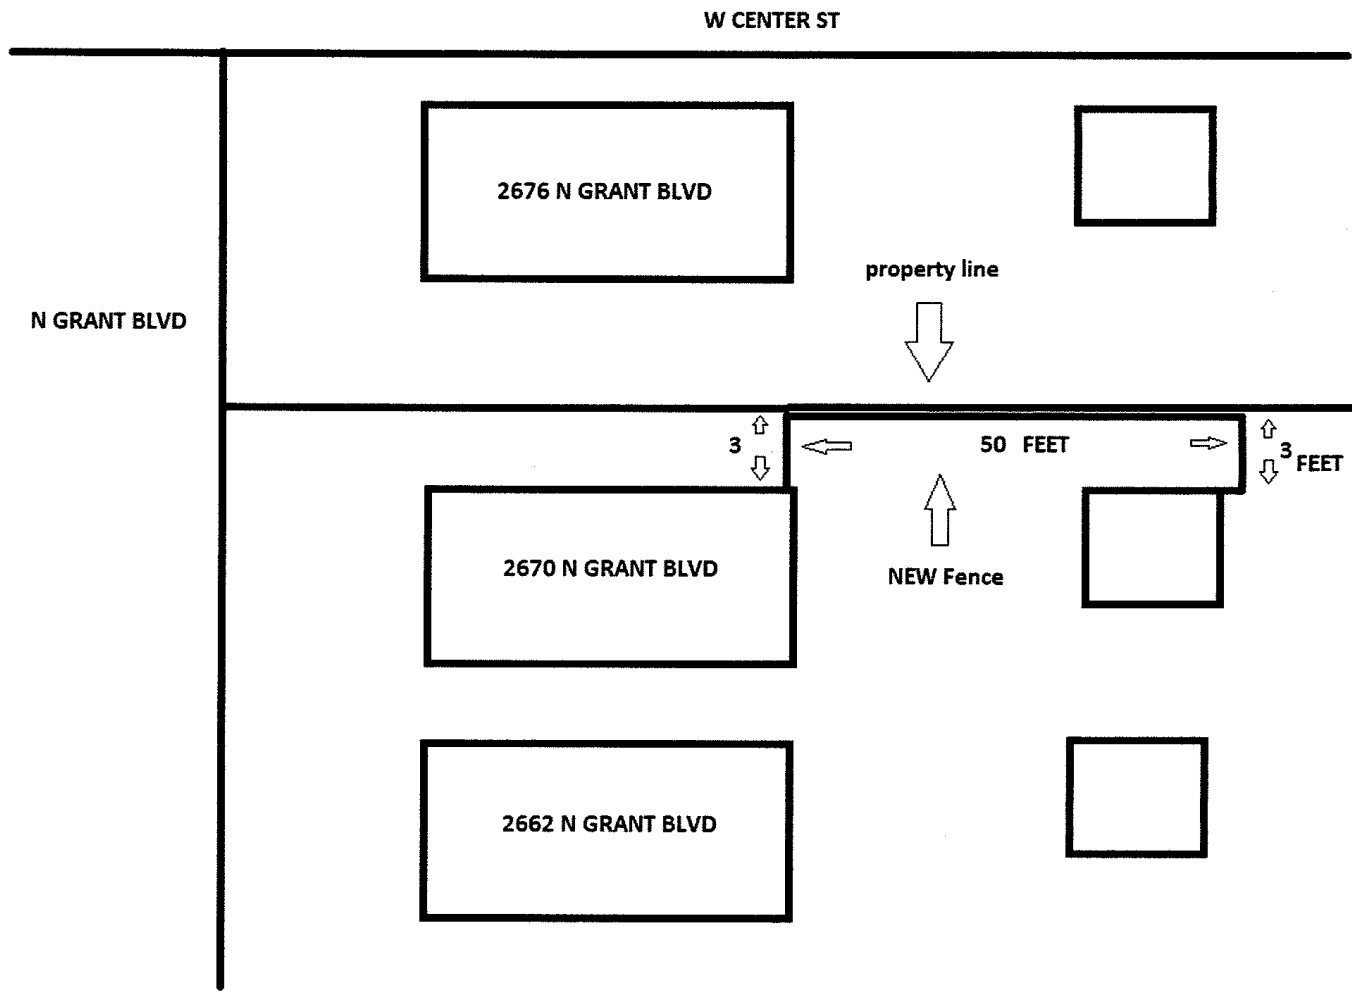 W CENTER ST
2676 N GRANT BLVD
property line
N GRANT BLVD
3
50 FEET
3
FEET
2670 N GRANT BLVD
NEW Fence
2662 N GRANT BLVD